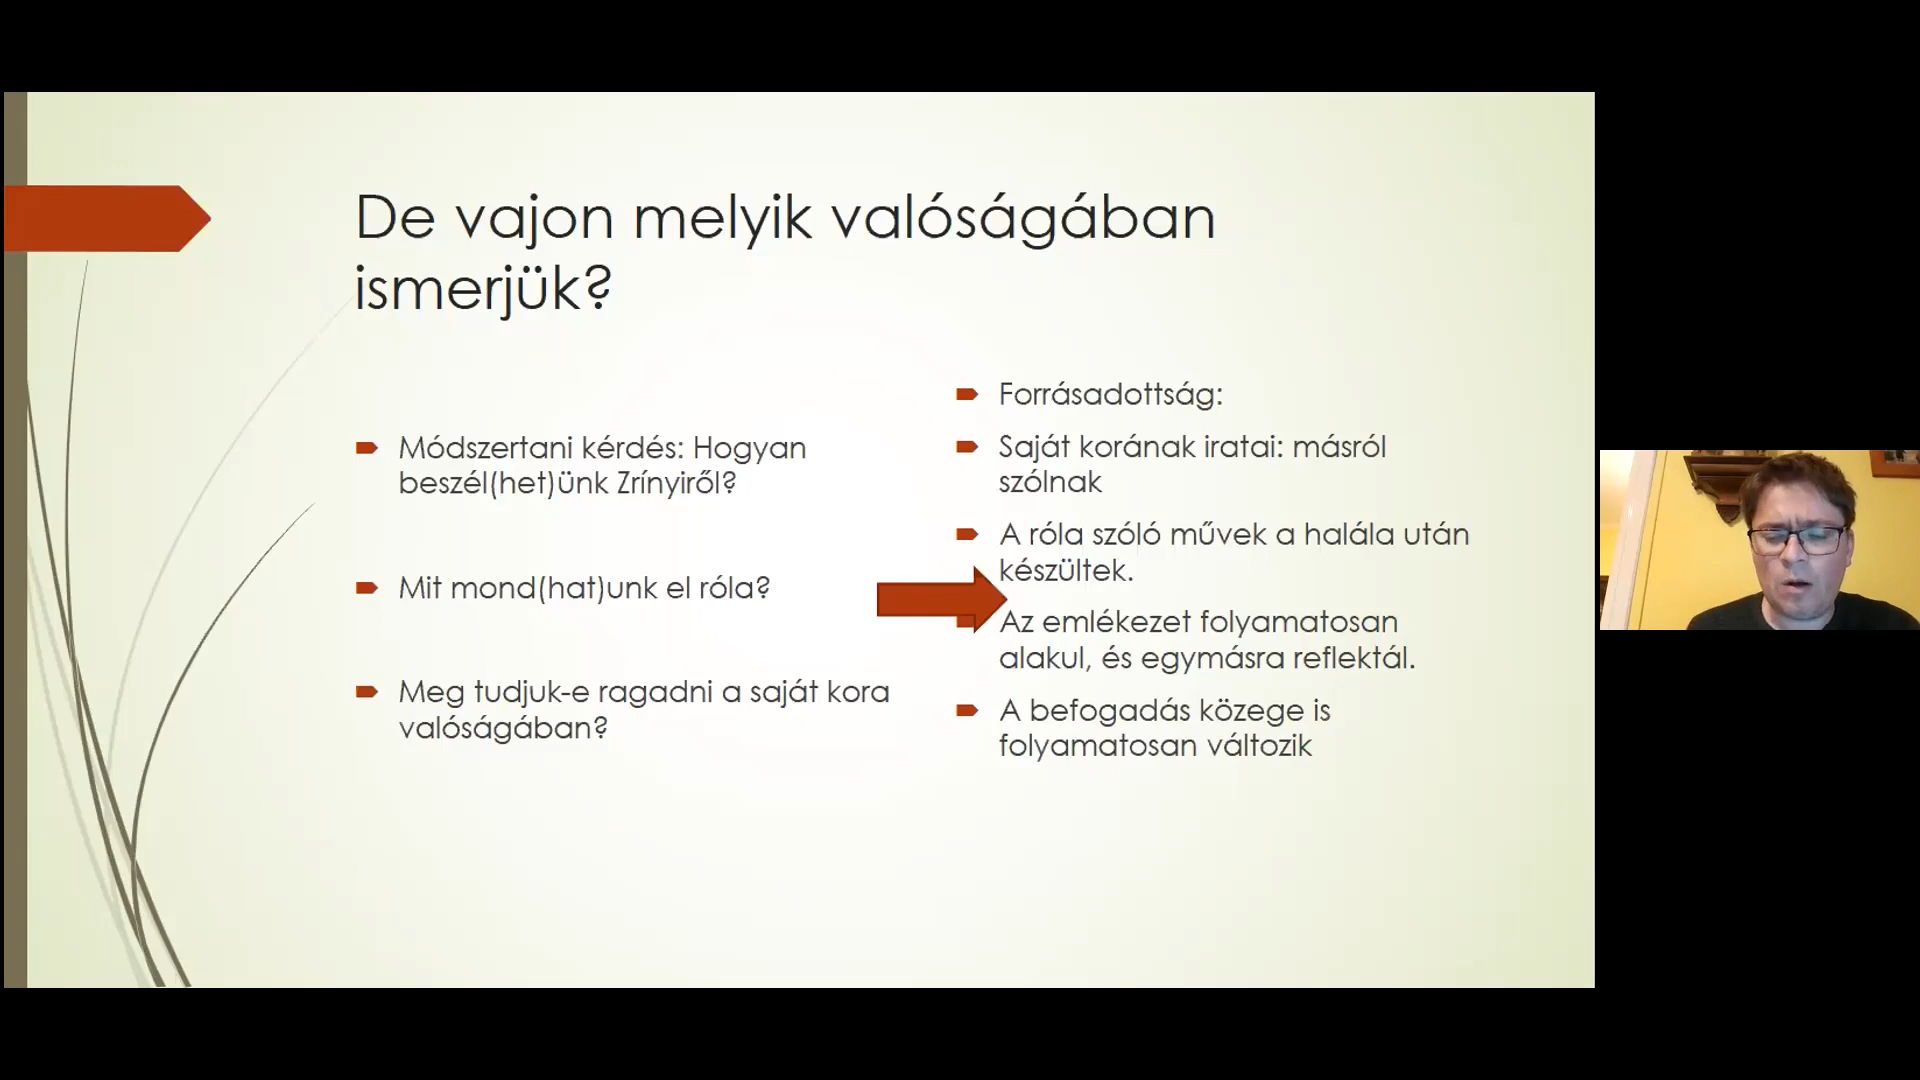 De vajon melyik valóságában
ismerjük?
Módszertani kérdés: Hogyan
beszél(het)ünk Zrínyiről?
Mit mond(hat)unk el róla?
Meg tudjuk-e ragadni a saját kora
valóságában?
Forrásadottság:
Saját korának iratai: másról
szólnak
A róla szóló művek a halála után
készültek.
Az emlékezet folyamatosan
alakul, és egymásra reflektál.
A befogadás közege is
folyamatosan változik